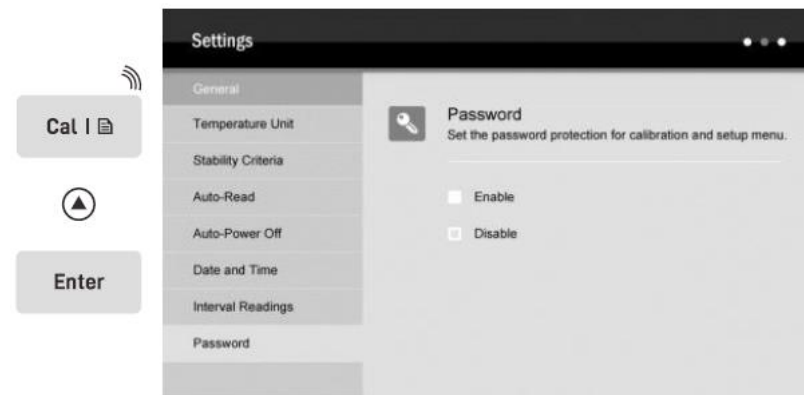 Cal |
Enter
Settings
General
Temperature Unit
Stability Criteria
Auto-Read
Auto-Power Off
Date and Time
Interval Readings
Password
Password
Set the password protection for calibration and setup menu.
Enable
Disable